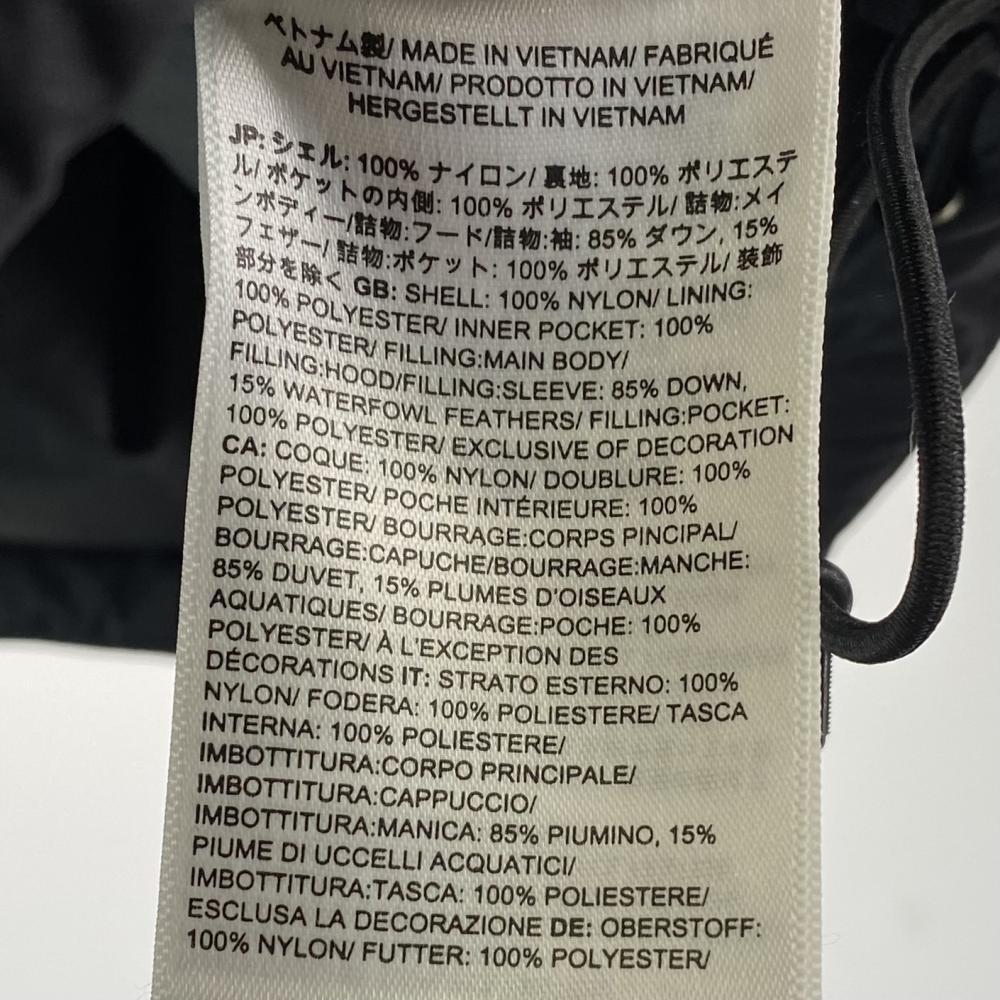 ベトナム製/ MADE IN VIETNAM/ FABRIQUÉ
AU VIETNAM/ PRODOTTO IN VIETNAM/
HERGESTELLT IN VIETNAM
JP: シェル: 100% ナイロン/ 裏地: 100% ポリエステ
ル/ ポケットの内側: 100% ポリエステル/ 詰物:メイ
ンボディー/詰物:フード/詰物:袖: 85% ダウン, 15%
フェザー/ 詰物:ポケット: 100% ポリエステル/ 装飾
部分を除く GB: SHELL: 100% NYLON/ LINING:
100% POLYESTER/ INNER POCKET: 100%
POLYESTER/ FILLING:MAIN BODY/
FILLING:HOOD/FILLING:SLEEVE: 85% DOWN,
15% WATERFOWL FEATHERS/ FILLING:POCKET:
100% POLYESTER/ EXCLUSIVE OF DECORATION
CA: COQUE: 100% NYLON/ DOUBLURE: 100%
POLYESTER/ POCHE INTÉRIEURE: 100%
POLYESTER/ BOURRAGE:CORPS PINCIPAL/
BOURRAGE:CAPUCHE/BOURRAGE:MANCHE:
85% DUVET, 15% PLUMES D'OISEAUX
AQUATIQUES/ BOURRAGE:POCHE: 100%
POLYESTER/ À L'EXCEPTION DES
DÉCORATIONS IT: STRATO ESTERNO: 100%
NYLON/ FODERA: 100% POLIESTERE/ TASCA
INTERNA: 100% POLIESTERE/
IMBOTTITURA:CORPO PRINCIPALE/
IMBOTTITURA:CAPPUCCIO/
IMBOTTITURA:MANICA: 85% PIUMINO, 15%
PIUME DI UCCELLI ACQUATICI/
IMBOTTITURA:TASCA: 100% POLIESTERE/
ESCLUSA LA DECORAZIONE DE: OBERSTOFF:
100% NYLON/ FUTTER: 100% POLYESTER/